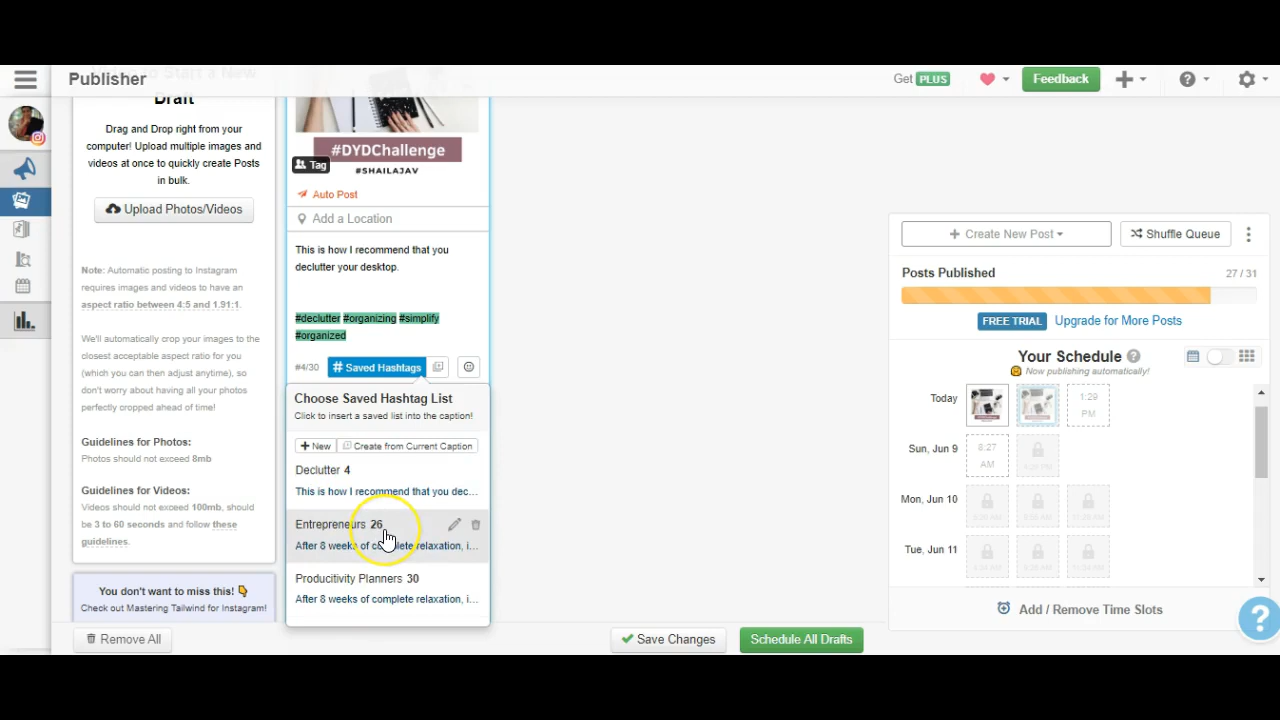 Publisher
Get PLUS
Feedback
Draft
Drag and Drop right from your
computer! Upload multiple images and
videos at once to quickly create Posts
in bulk.
Upload Photos/Videos
Note: Automatic posting to Instagram
requires images and videos to have an
aspect ratio between 4:5 and 1.91:1.
We'll automatically crop your images to the
closest acceptable aspect ratio for you
(which you can then adjust anytime), so
don't worry about having all your photos
perfectly cropped ahead of time!
Guidelines for Photos:
Photos should not exceed 8mb
Guidelines for Videos:
Videos should not exceed 100mb, should
be 3 to 60 seconds and follow these
guidelines.
You don't want to miss this!
Check out Mastering Tailwind for Instagram!
Remove All
#DYDChallenge
Tag
#SHAILAJAV
Auto Post
Add a Location
This is how I recommend that you
declutter your desktop.
#declutter #organizing #simplify
#organized
#4/30
# Saved Hashtags
Choose Saved Hashtag List
Click to insert a saved list into the caption!
+ New
Create from Current Caption
Declutter 4
This is how I recommend that you dec...
Entrepreneurs 26
After 8 weeks of complete relaxation, i...
Producitivity Planners 30
After 8 weeks of complete relaxation, i...
Save Changes
Schedule All Drafts
+ Create New Post
Shuffle Queue
Posts Published
27 / 31
FREE TRIAL
Upgrade for More Posts
Your Schedule
Now publishing automatically!
Today
1:29
PM
Sun, Jun 9
8:27
AM
Mon, Jun 10
Tue, Jun 11
Add / Remove Time Slots